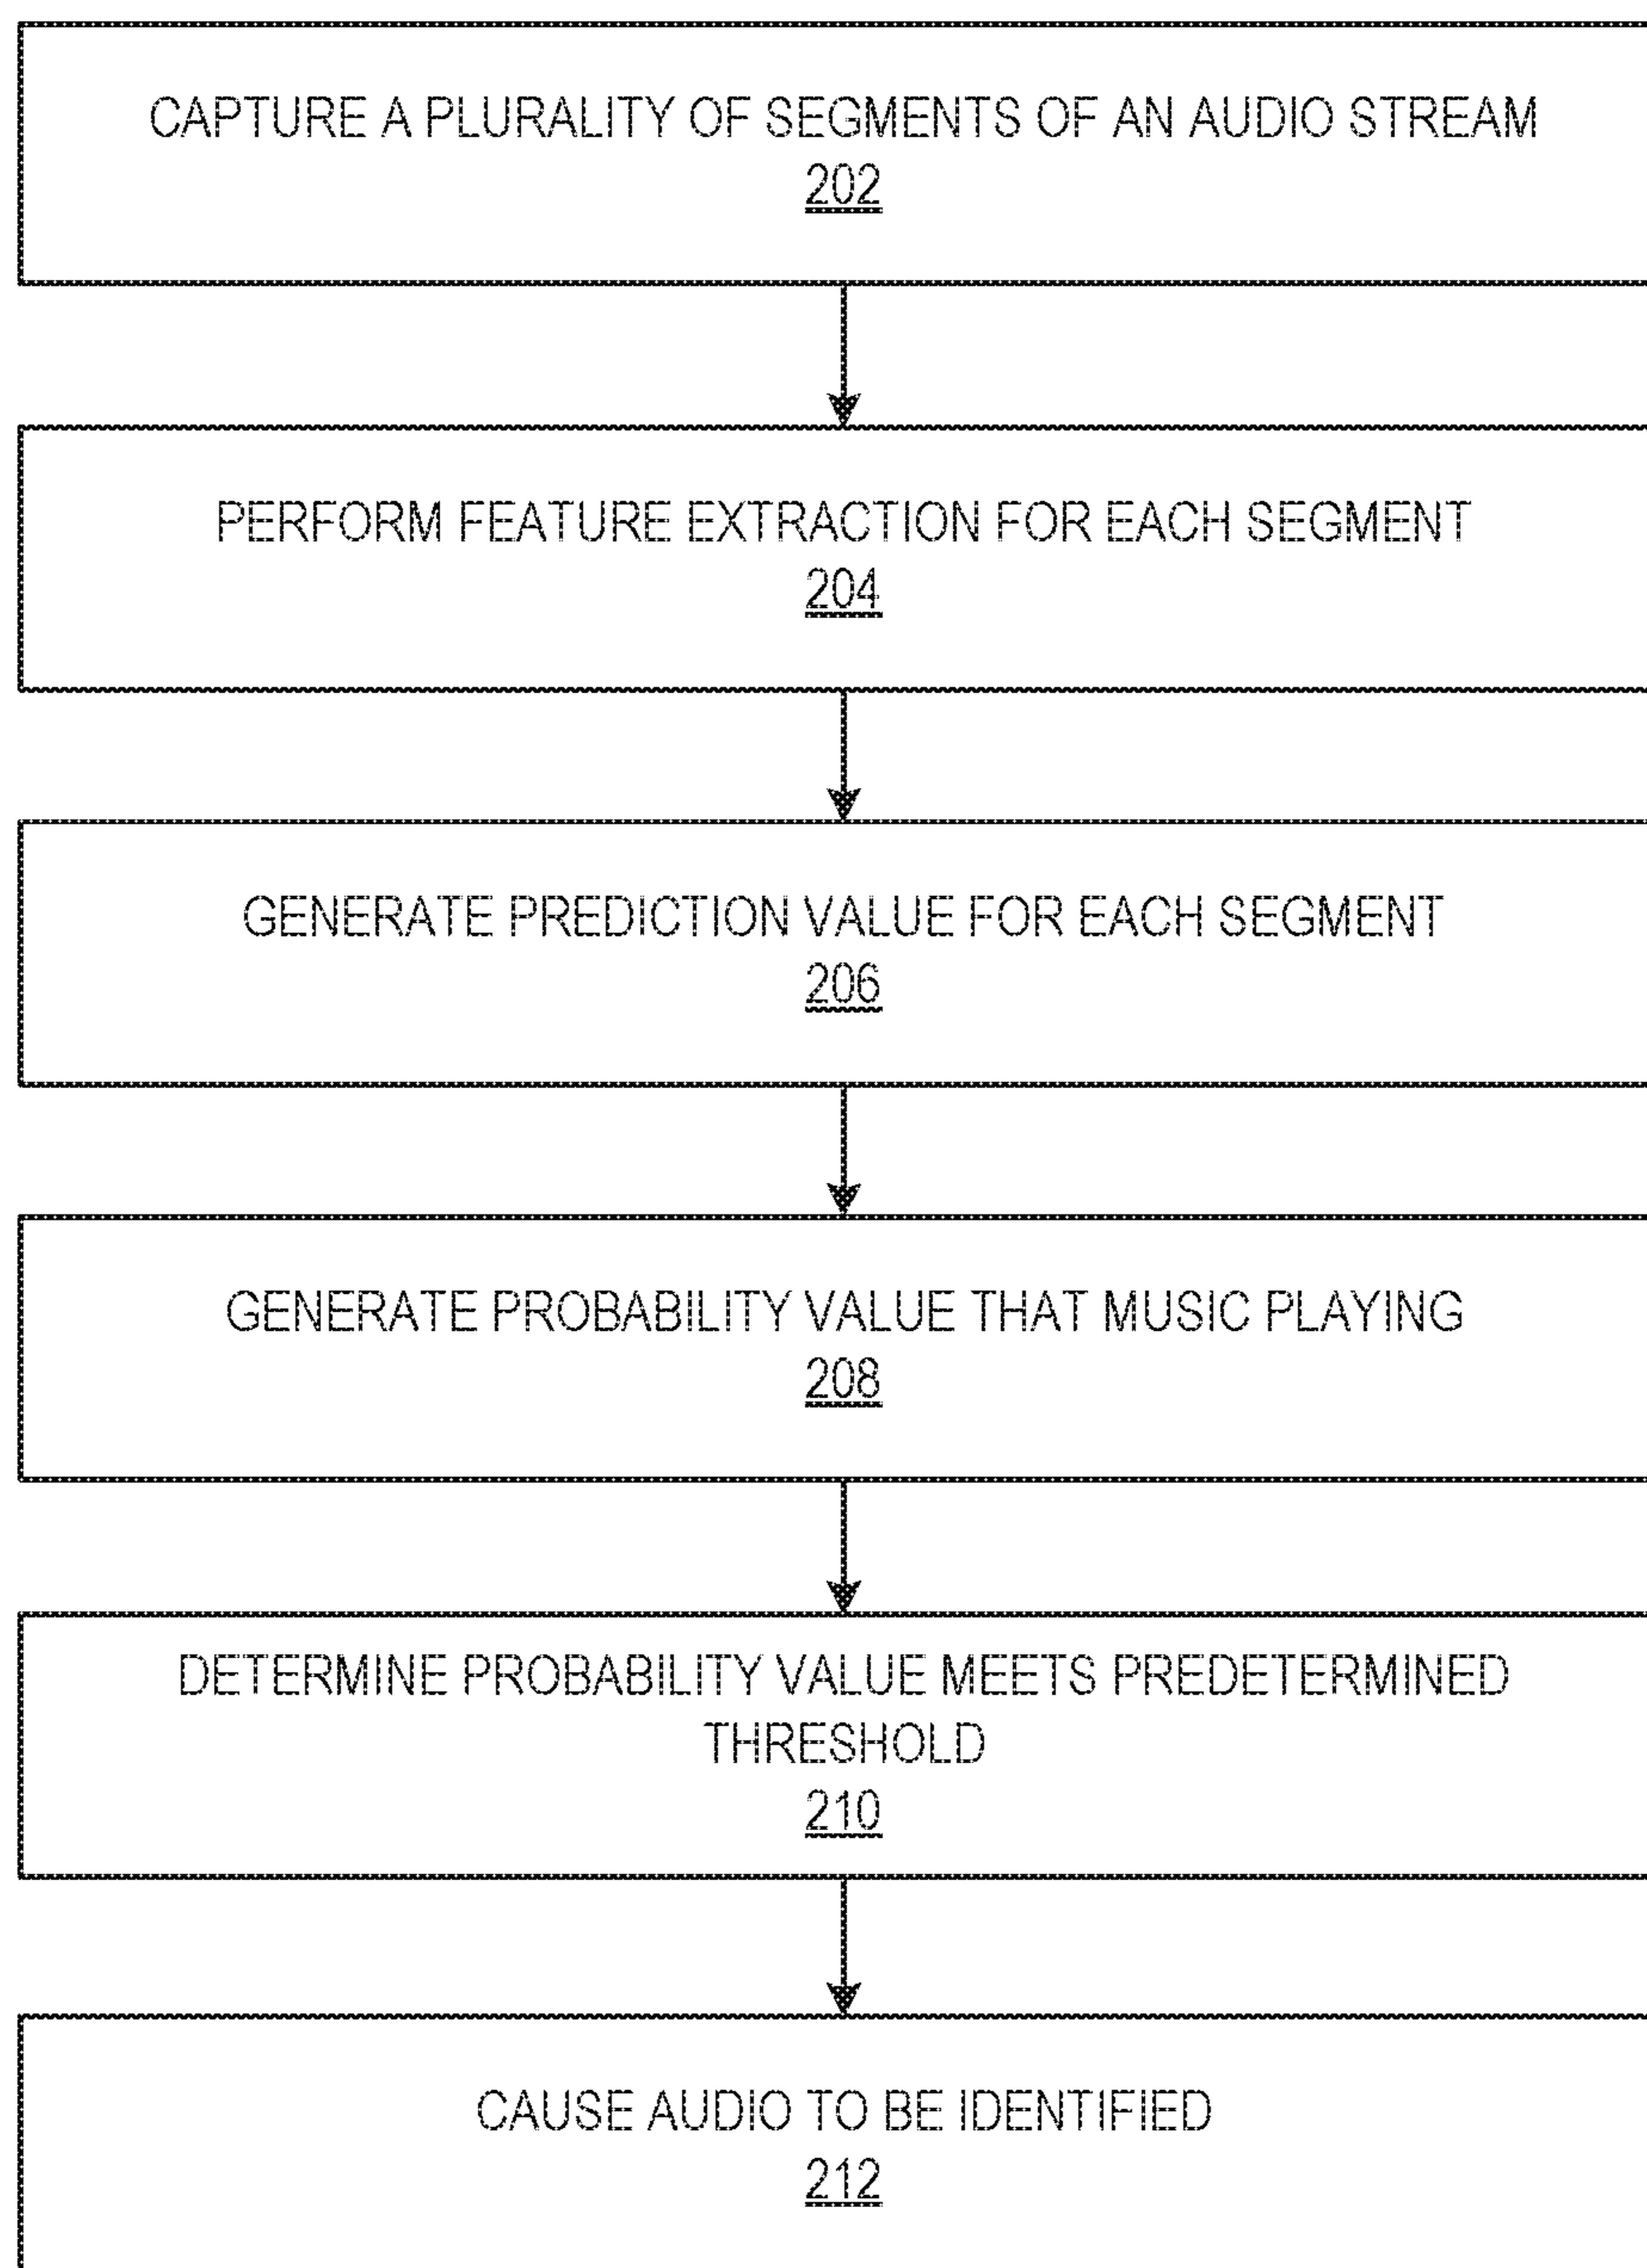 CAPTURE A PLURALITY OF SEGMENTS OF AN AUDIO STREAM
202
PERFORM FEATURE EXTRACTION FOR EACH SEGMENT
204
GENERATE PREDICTION VALUE FOR EACH SEGMENT
206
GENERATE PROBABILITY VALUE THAT MUSIC PLAYING
208
DETERMINE PROBABILITY VALUE MEETS PREDETERMINED
THRESHOLD
210
CAUSE AUDIO TO BE IDENTIFIED
212